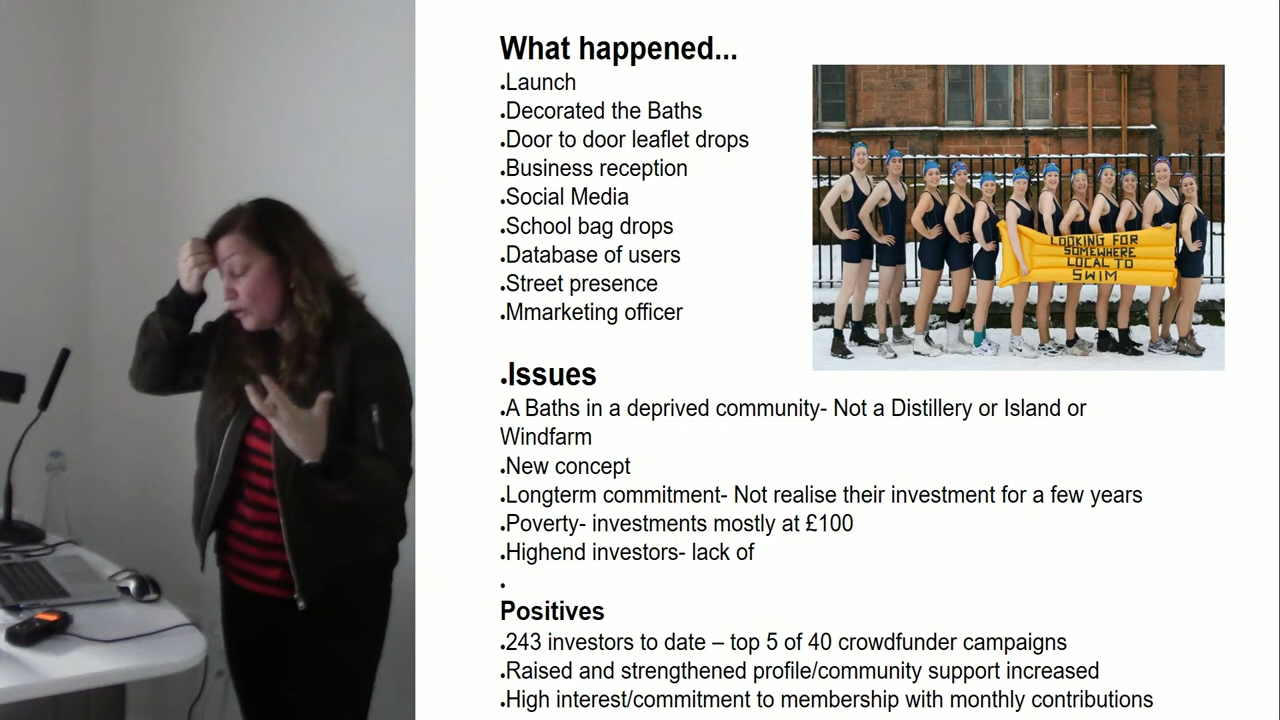 What happened...
.Launch
.Decorated the Baths
.Door to door leaflet drops
.Business reception
.Social Media
.School bag drops
.Database of users
.Street presence
.Mmarketing officer
LOOKING FOR
SOMEWHERE
LOCAL TO
SWIM
.Issues
.A Baths in a deprived community- Not a Distillery or Island or
Windfarm
.New concept
.Longterm commitment- Not realise their investment for a few years
.Poverty- investments mostly at £100
.Highend investors- lack of
.
Positives
.243 investors to date – top 5 of 40 crowdfunder campaigns
.Raised and strengthened profile/community support increased
.High interest/commitment to membership with monthly contributions